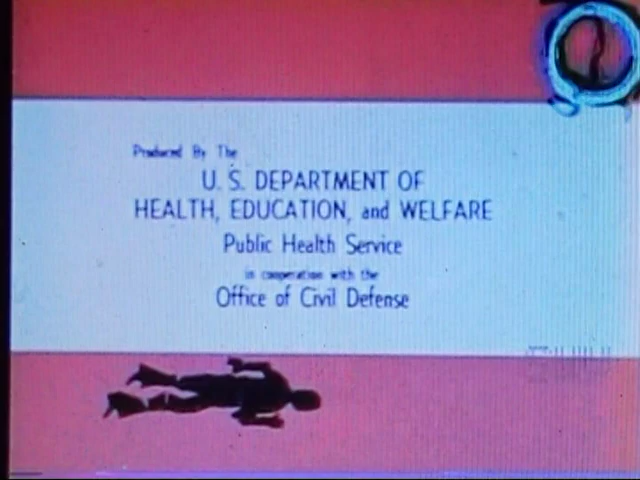 Produced By The
U. S. DEPARTMENT OF
HEALTH, EDUCATION, and WELFARE
Public Health Service
in cooperation with the
Office of Civil Defense